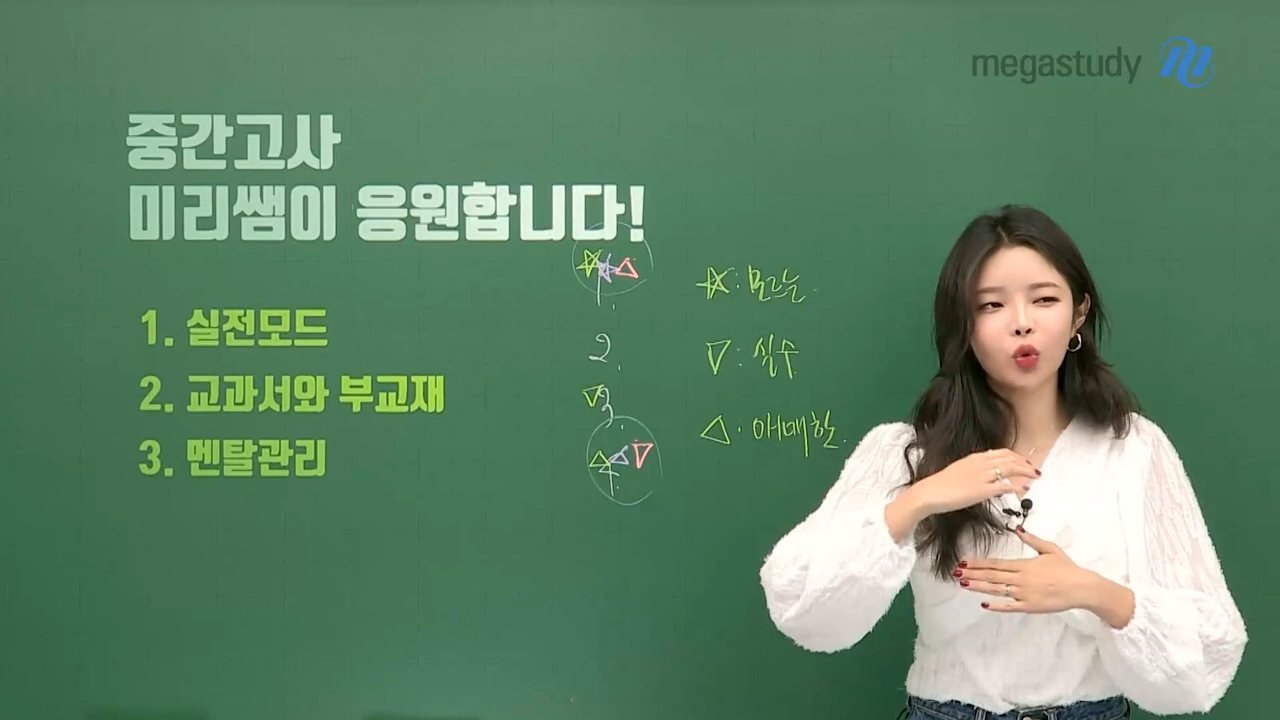 megastudy
중간고사
미리쌤이 응원합니다!
1. 실전모드
2. 교과서와 부교재
3. 멘탈관리
1.
2.
3.
4.
☆: 모르는.
▽: 실수
△: 애매한.